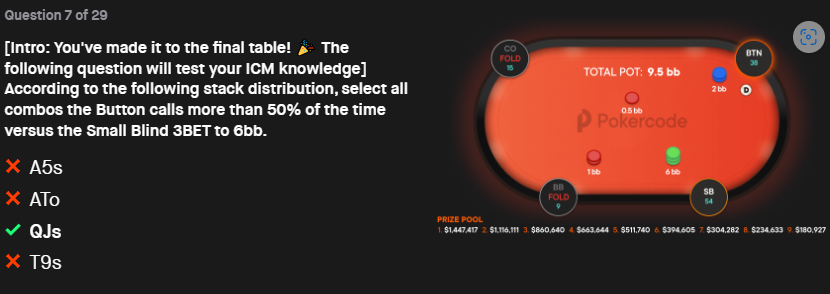 Question 7 of 29
[Intro: You've made it to the final table! 🎉 The
following question will test your ICM knowledge]
According to the following stack distribution, select all
combos the Button calls more than 50% of the time
versus the Small Blind 3BET to 6bb.
A5s
ATo
QJs
T9s
CO
FOLD
15
BTN
38
TOTAL POT: 9.5 bb
2 bb
D
0.5 bb
Pokercode
1 bb
6 bb
BB
FOLD
9
SB
54
PRIZE POOL
1. $1,447,417 2. $1,116,111 3. $860,640 4. $663,644 5. $511,740 6. $394,605 7. $304,282 8. $234,633 9. $180,927